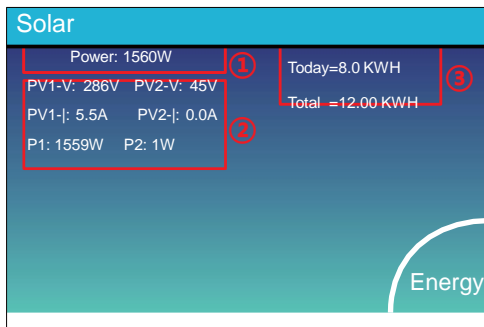 Solar
Power: 1560W
①
PV1-V: 286V PV2-V: 45V
PV1-|: 5.5A PV2-|: 0.0A
P1: 1559W P2: 1W
②
Today=8.0 KWH
Total =12.00 KWH
③
Energy